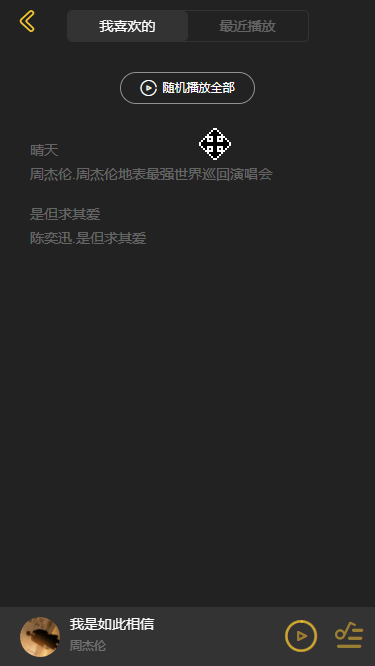 我喜欢的
最近播放
随机播放全部
晴天
周杰伦.周杰伦地表最强世界巡回演唱会
是但求其爱
陈奕迅.是但求其爱
我是如此相信
周杰伦